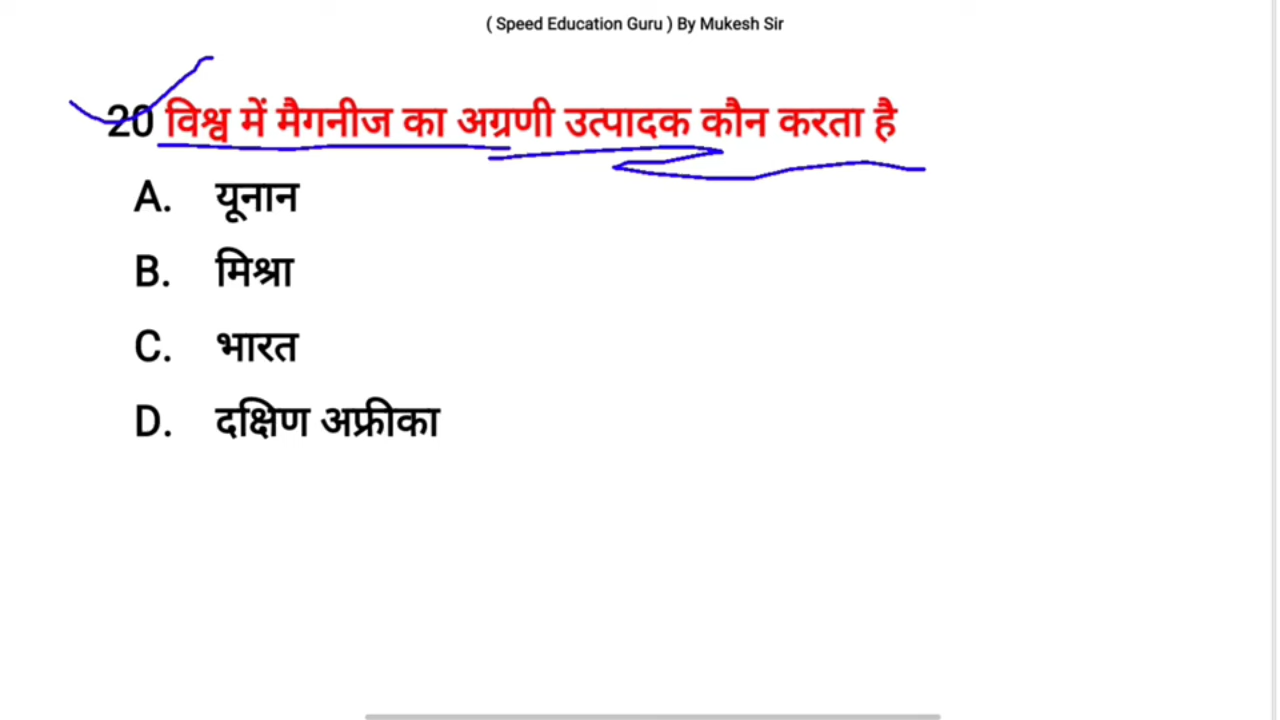 ( Speed Education Guru ) By Mukesh Sir
20 विश्व में मैगनीज का अग्रणी उत्पादक कौन करता है
A. यूनान
B. मिश्रा
C. भारत
D. दक्षिण अफ्रीका